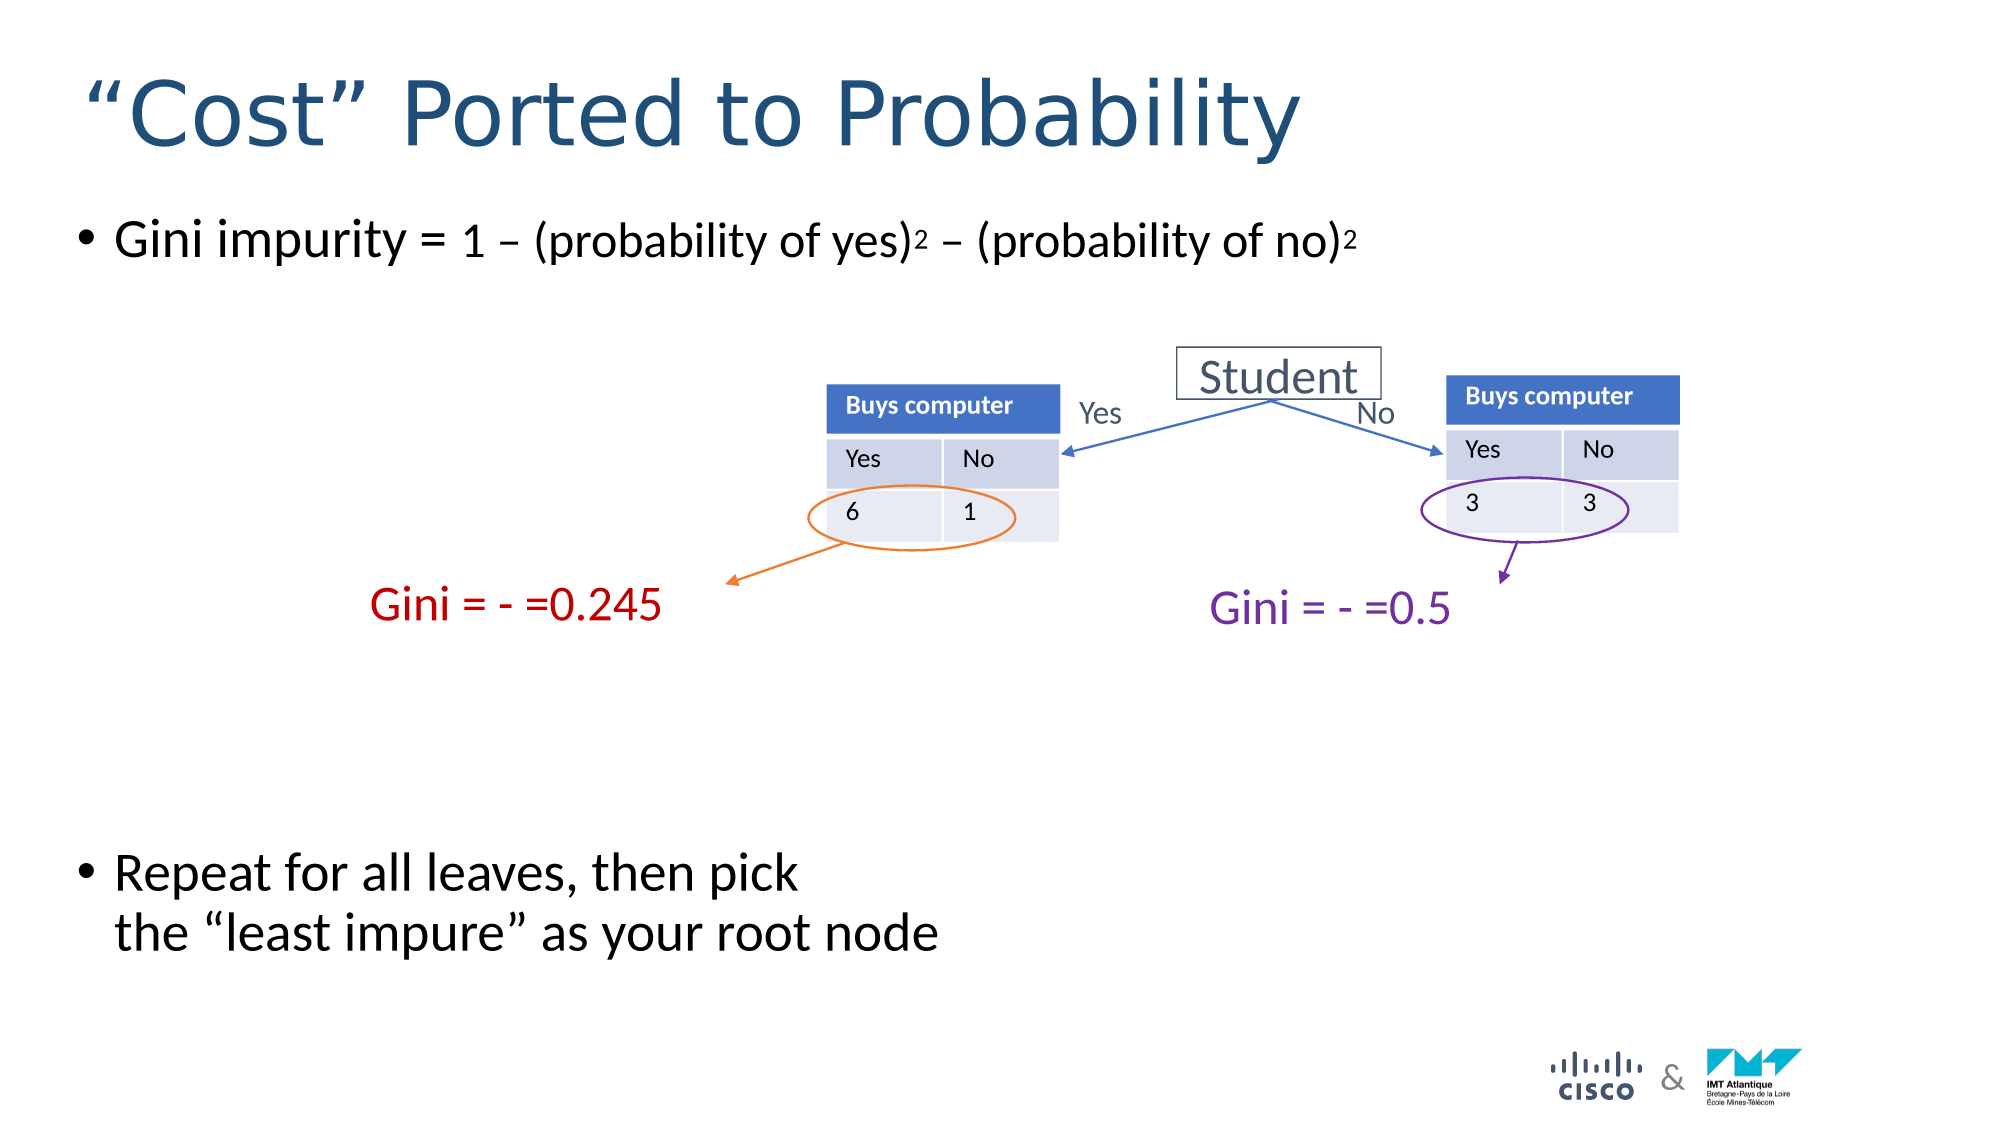 “Cost” Ported to Probability
• Gini impurity = 1 – (probability of yes)2 – (probability of no)2
Student
Yes
No
Buys computer
Yes No
6 1
Buys computer
Yes No
3 3
Gini = - =0.245
Gini = - =0.5
• Repeat for all leaves, then pick
the “least impure” as your root node
CISCO
&
IMT Atlantique
Bretagne-Pays de la Loire
École Mines-Télécom